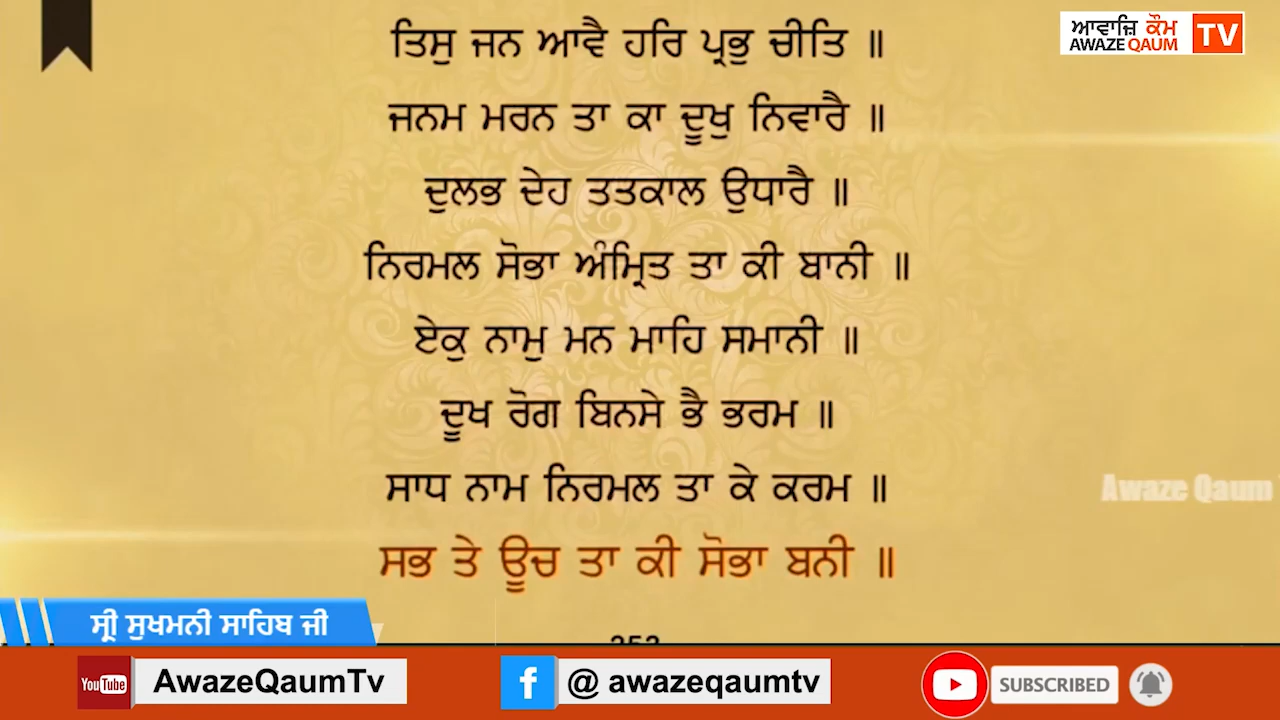 ਤਿਸੁ ਜਨ ਆਵੈ ਹਰਿ ਪ੍ਰਭੁ ਚੀਤਿ ॥
ਜਨਮ ਮਰਨ ਤਾ ਕਾ ਦੂਖੁ ਨਿਵਾਰੈ ॥
ਦੁਲਭ ਦੇਹ ਤਤਕਾਲ ਉਧਾਰੈ ॥
ਨਿਰਮਲ ਸੋਭਾ ਅੰਮ੍ਰਿਤ ਤਾ ਕੀ ਬਾਨੀ ॥
ਏਕੁ ਨਾਮੁ ਮਨ ਮਾਹਿ ਸਮਾਨੀ ॥
ਦੂਖ ਰੋਗ ਬਿਨਸੇ ਭੈ ਭਰਮ ॥
ਸਾਧ ਨਾਮ ਨਿਰਮਲ ਤਾ ਕੇ ਕਰਮ ॥
ਸਭ ਤੇ ਊਚ ਤਾ ਕੀ ਸੋਭਾ ਬਨੀ ॥
ਆਵਾਜ਼ਿ ਕੌਮ
AWAZE QAUM
TV
Awaze Qaum
ਸ੍ਰੀ ਸੁਖਮਨੀ ਸਾਹਿਬ ਜੀ
YouTube AwazeQaumTv
f @ awazeqaumtv
SUBSCRIBED